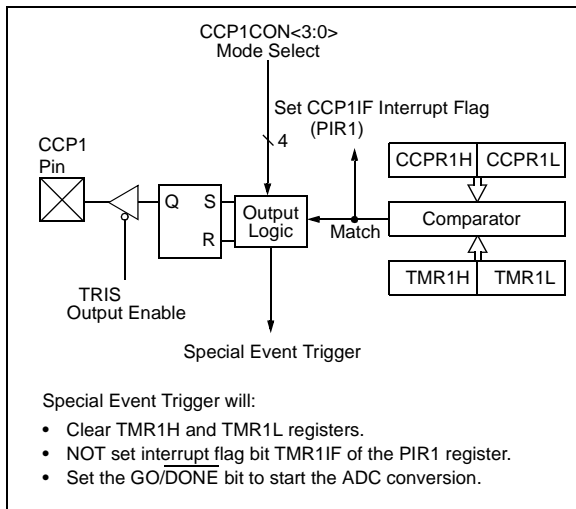 CCP1CON<3:0>
Mode Select
Set CCP1IF Interrupt Flag
(PIR1)
CCP1
Pin
4
CCPR1H CCPR1L
Q S
R
Output
Logic
Match
Comparator
TRIS
Output Enable
TMR1H TMR1L
Special Event Trigger
Special Event Trigger will:
• Clear TMR1H and TMR1L registers.
• NOT set interrupt flag bit TMR1IF of the PIR1 register.
• Set the GO/DONE bit to start the ADC conversion.